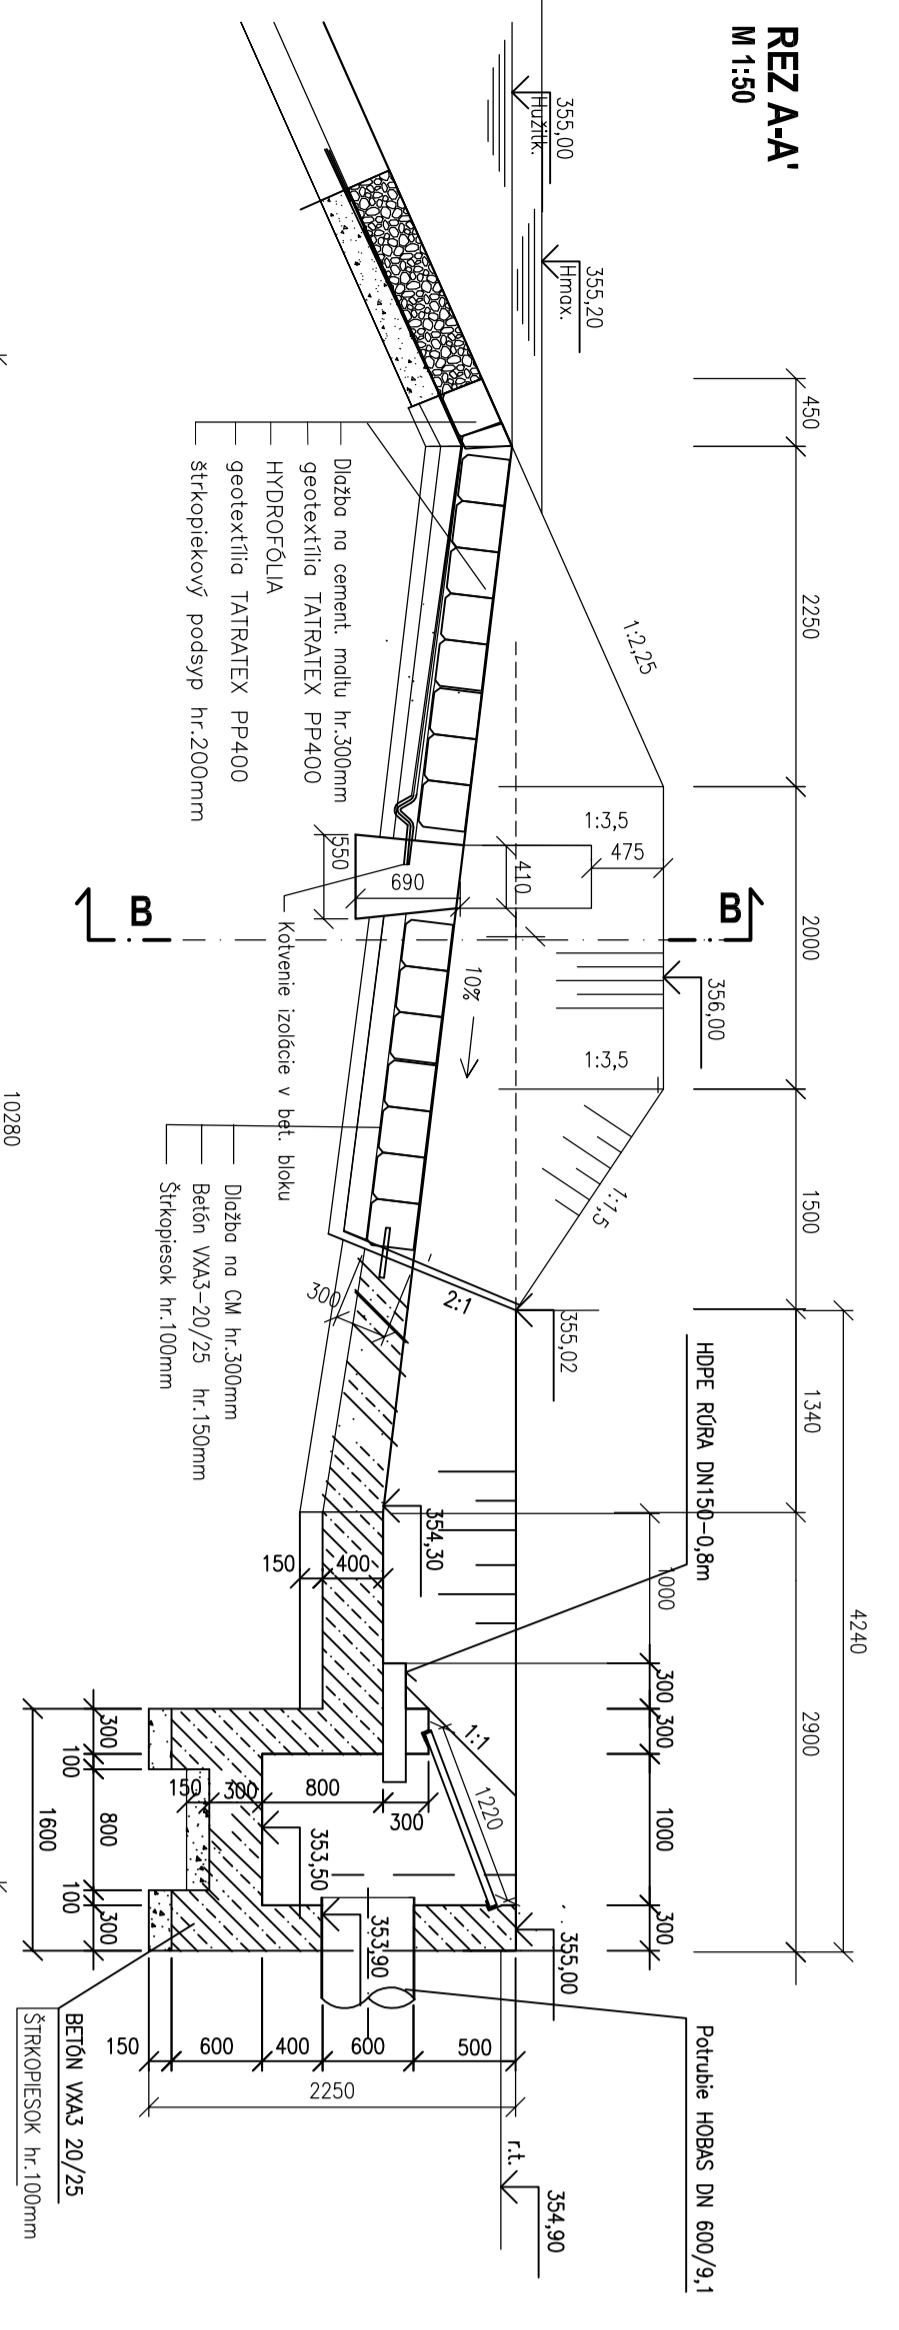 REZ A-A'
M 1:50
355,00
Hužitk.
355,20
Hmax.
450
2250
2000
1500
1340
2900
4240
1:2,25
1:3,5
475
410
550
690
B
B
356,00
10%
1:3,5
1:1,5
2:1
355,02
300
Dlažba na cement. maltu hr.300mm
geotextília TATRATEX PP400
HYDROFÓLIA
geotextília TATRATEX PP400
štrkopiekový podsyp hr.200mm
Kotvenie izolácie v bet. bloku
Dlažba na CM hr.300mm
Betón VXA3-20/25 hr.150mm
Štrkopiesok hr.100mm
10280
HDPE RÚRA DN150-0,8m
354,30
150
400
1000
300
300
1000
300
1:1
1220
800
300
150
300
353,50
353,90
355,00
300
100
800
100
300
1600
150
600
400
600
500
2250
r.t.
354,90
Potrubie HOBAS DN 600/9,1
BETÓN VXA3 20/25
ŠTRKOPIESOK hr.100mm